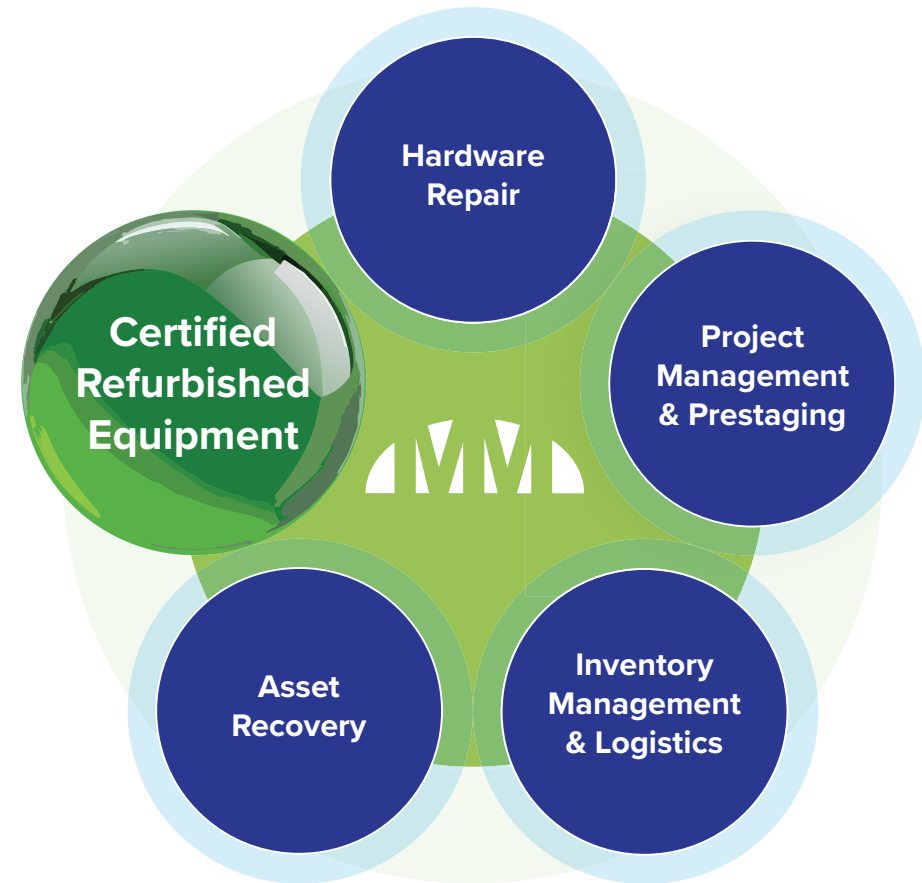 Hardware
Repair
Project
Management
& Prestaging
Inventory
Management
& Logistics
Asset
Recovery
Certified
Refurbished
Equipment